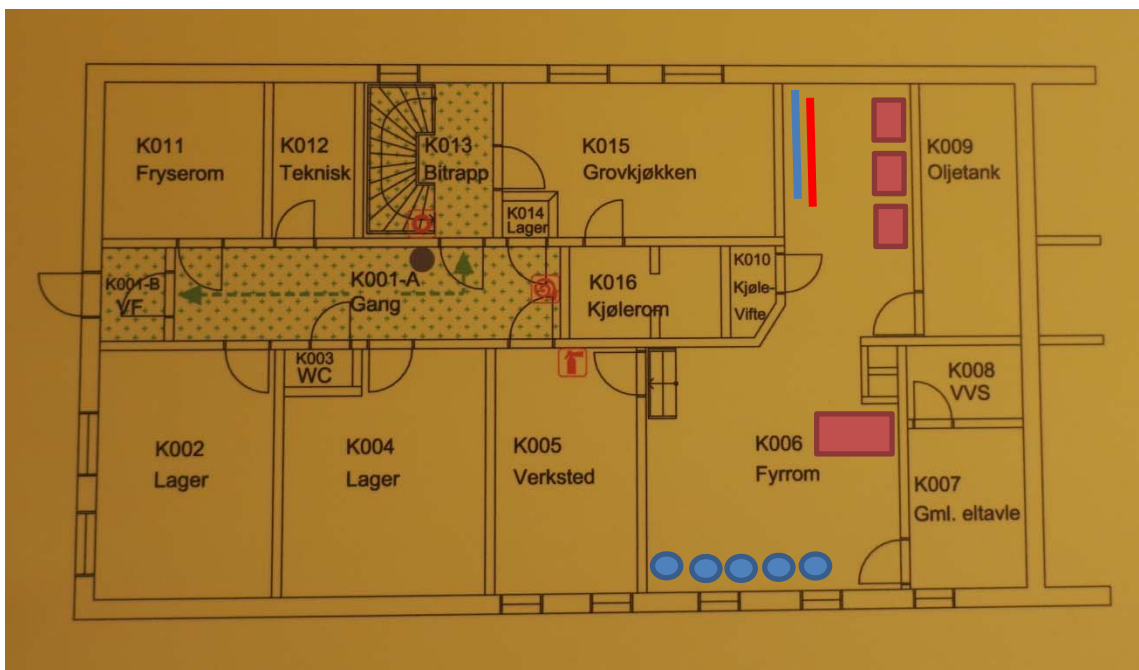 K011
Fryserom
K012
Teknisk
K013
Bitrapp
K015
Grovkjøkken
K009
Oljetank
K014
Lager
K001-B
VF
K001-A
Gang
K016
Kjølerom
K010
Kjøle-
Vifte
K003
WC
K008
VVS
K002
Lager
K004
Lager
K005
Verksted
K006
Fyrrom
K007
Gml. eltavle